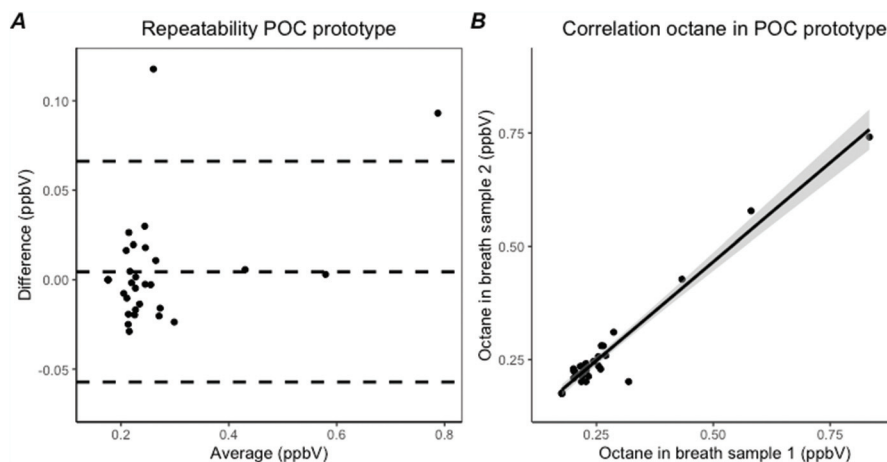 A
Repeatability POC prototype
0.10
0.05
0.00
-0.05
Difference (ppbV)
0.2
0.4
0.6
0.8
Average (ppbV)
B
Correlation octane in POC prototype
0.75
0.50
0.25
Octane in breath sample 2 (ppbV)
0.25
0.50
0.75
Octane in breath sample 1 (ppbV)